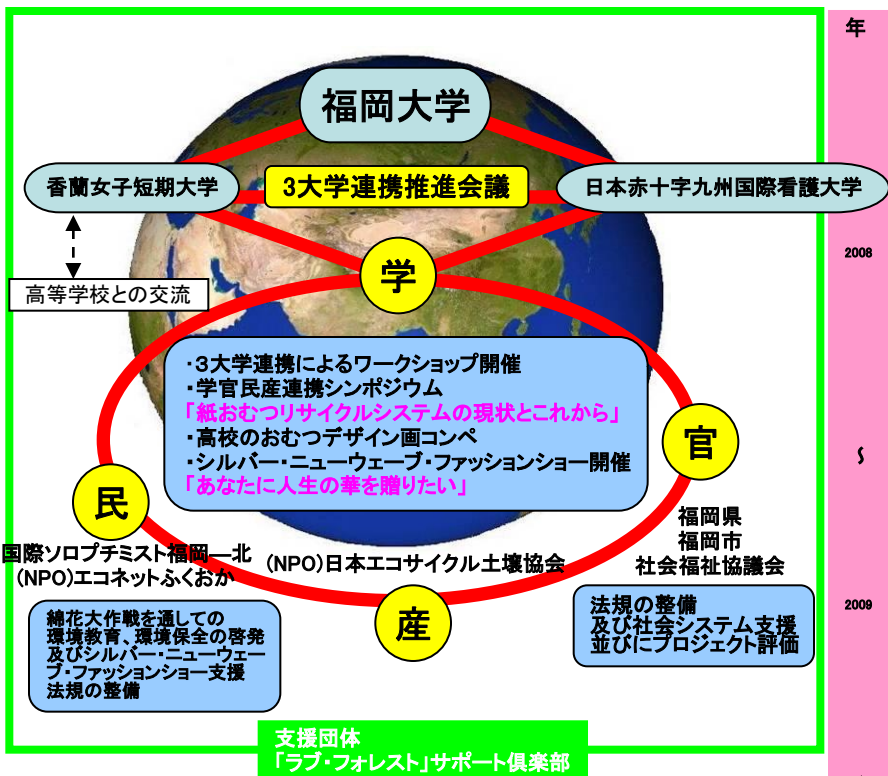 年
福岡大学
香蘭女子短期大学
3大学連携推進会議
日本赤十字九州国際看護大学
2008
学
高等学校との交流
・3大学連携によるワークショップ開催
・学官民産連携シンポジウム
「紙おむつリサイクルシステムの現状とこれから」
・高校のおむつデザイン画コンペ
・シルバー・ニューウェーブ・ファッションショー開催
「あなたに人生の華を贈りたい」
官
~
民
福岡県
福岡市
社会福祉協議会
国際ソロプチミスト福岡―北
(NPO)エコネットふくおか
(NPO)日本エコサイクル土壌協会
産
綿花大作戦を通しての
環境教育、環境保全の啓発
及びシルバー・ニューウェー
ブ・ファッションショー支援
法規の整備
法規の整備
及び社会システム支援
並びにプロジェクト評価
2009
支援団体
「ラブ・フォレスト」サポート倶楽部